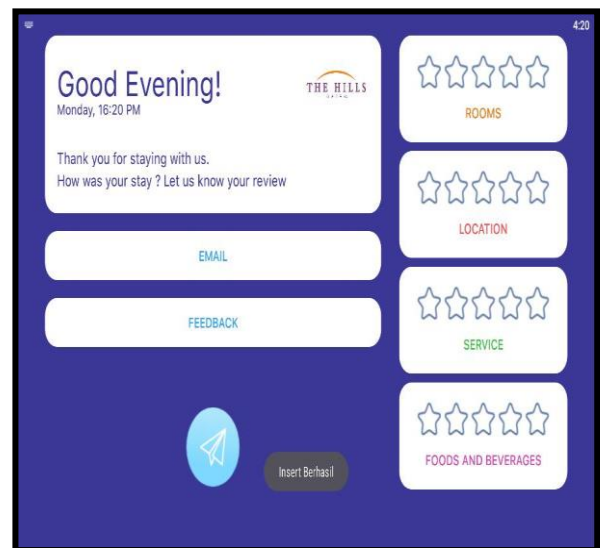 4:20
Good Evening!
Monday, 16:20 PM
THE HILLS
Thank you for staying with us.
How was your stay ? Let us know your review
EMAIL
FEEDBACK
Insert Berhasil
ROOMS
LOCATION
SERVICE
FOODS AND BEVERAGES